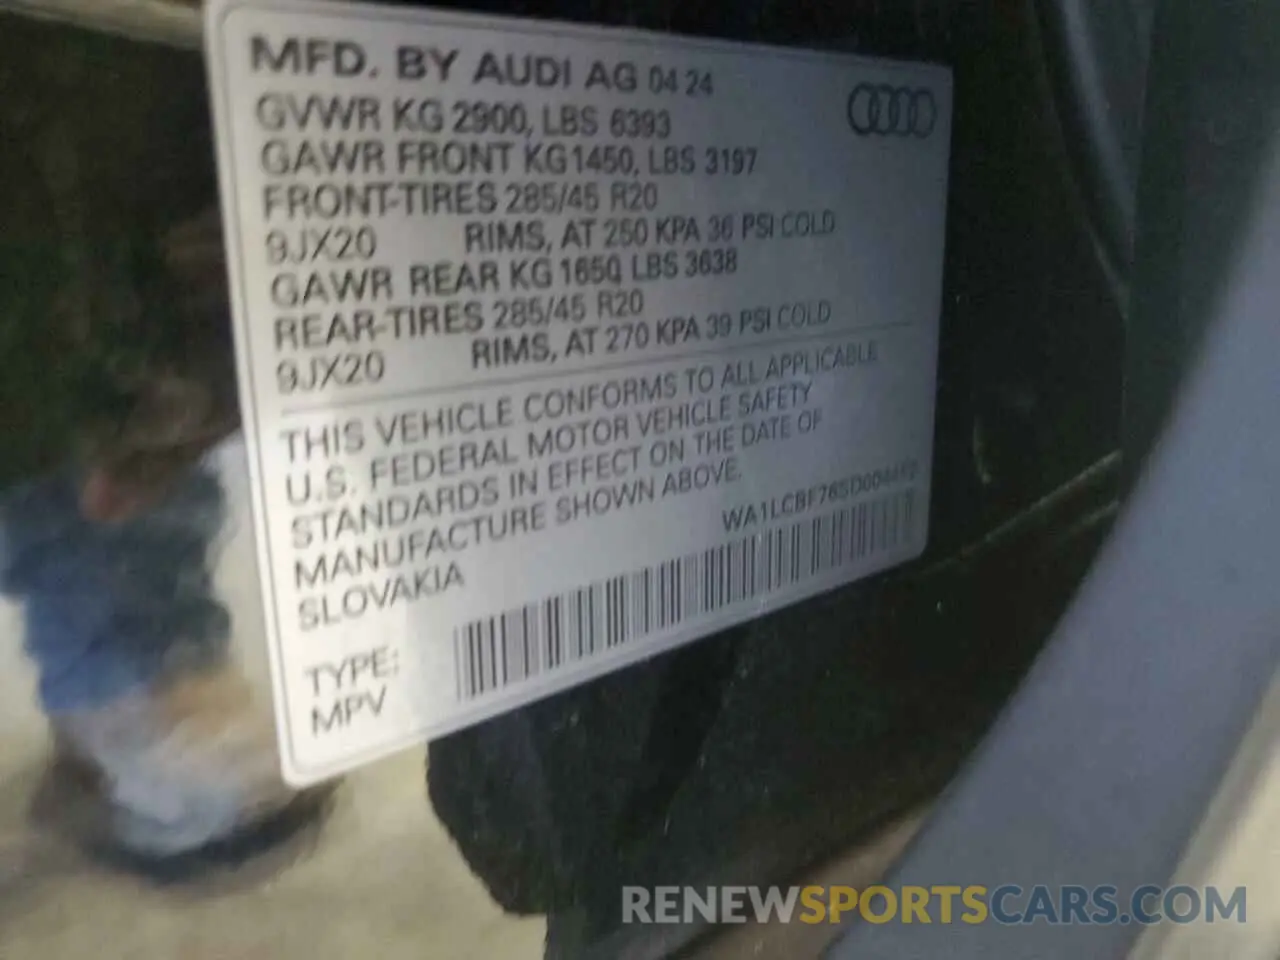 MFD. BY AUDI AG 04 24
GVWR KG 2900, LBS 6393
GAWR FRONT KG1450, LBS 3197
FRONT-TIRES 285/45 R20
9JX20 RIMS, AT 250 KPA 36 PSI COLD
GAWR REAR KG 1650, LBS 3638
REAR-TIRES 285/45 R20
9JX20 RIMS, AT 270 KPA 39 PSI COLD
THIS VEHICLE CONFORMS TO ALL APPLICABLE
U.S. FEDERAL MOTOR VEHICLE SAFETY
STANDARDS IN EFFECT ON THE DATE OF
MANUFACTURE SHOWN ABOVE.
SLOVAKIA
TYPE:
MPV
RENEWSPORTSCARS.COM